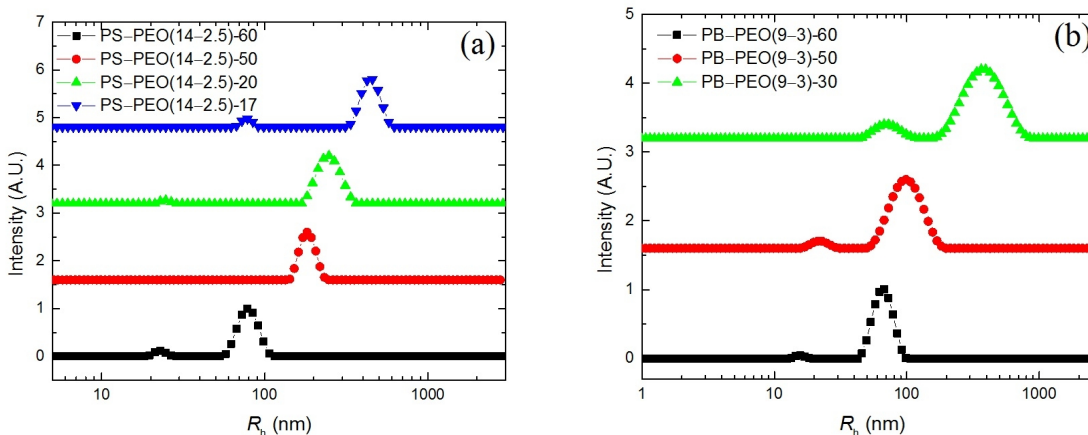 (a)
PS–PEO(14–2.5)-60
PS–PEO(14–2.5)-50
PS–PEO(14–2.5)-20
PS–PEO(14–2.5)-17
Intensity (A.U.)
7
6
5
4
3
2
1
0
10 100 1000
Rh (nm)
(b)
PB–PEO(9–3)-60
PB–PEO(9–3)-50
PB–PEO(9–3)-30
Intensity (A.U.)
5
4
3
2
1
0
1 10 100 1000
Rh (nm)